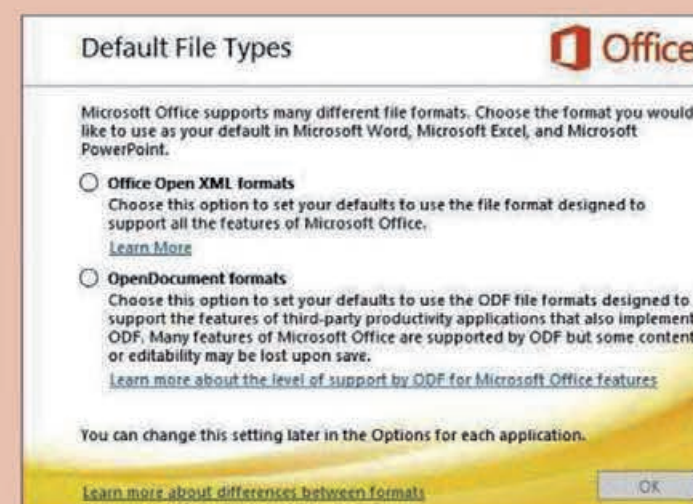 Default File Types
Office
Microsoft Office supports many different file formats. Choose the format you would
like to use as your default in Microsoft Word, Microsoft Excel, and Microsoft
PowerPoint.
Office Open XML formats
Choose this option to set your defaults to use the file format designed to
support all the features of Microsoft Office.
Learn More
OpenDocument formats
Choose this option to set your defaults to use the ODF file formats designed to
support the features of third-party productivity applications that also implement
ODF. Many features of Microsoft Office are supported by ODF but some content
or editability may be lost upon save.
Learn more about the level of support by ODF for Microsoft Office features
You can change this setting later in the Options for each application.
Learn more about differences between formats
OK